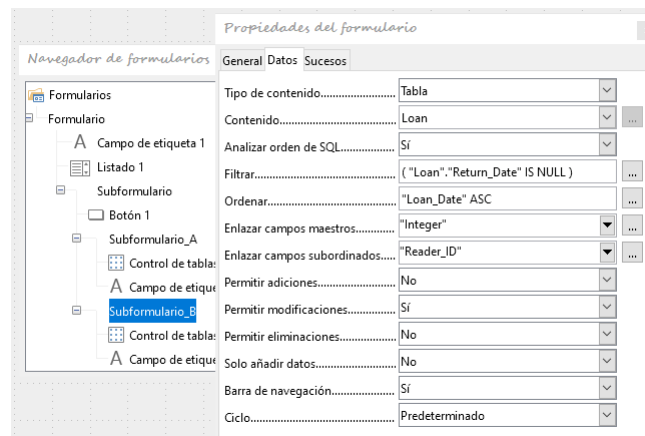 Propiedades del formulario
Navegador de formularios
General Datos Sucesos
Formularios
Formulario
Campo de etiqueta 1
Listado 1
Subformulario
Botón 1
Subformulario_A
Control de tablas
Campo de etique
Subformulario_B
Control de tablas
Campo de etique
Tipo de contenido........................ Tabla
Contenido........................................ Loan ...
Analizar orden de SQL................. Sí
Filtrar................................................ ( "Loan"."Return_Date" IS NULL ) ...
Ordenar............................................ "Loan_Date" ASC ...
Enlazar campos maestros........... "Integer" ...
Enlazar campos subordinados..... "Reader_ID" ...
Permitir adiciones......................... No
Permitir modificaciones............... Sí
Permitir eliminaciones................. No
Solo añadir datos.......................... No
Barra de navegación..................... Sí
Ciclo................................................. Predeterminado